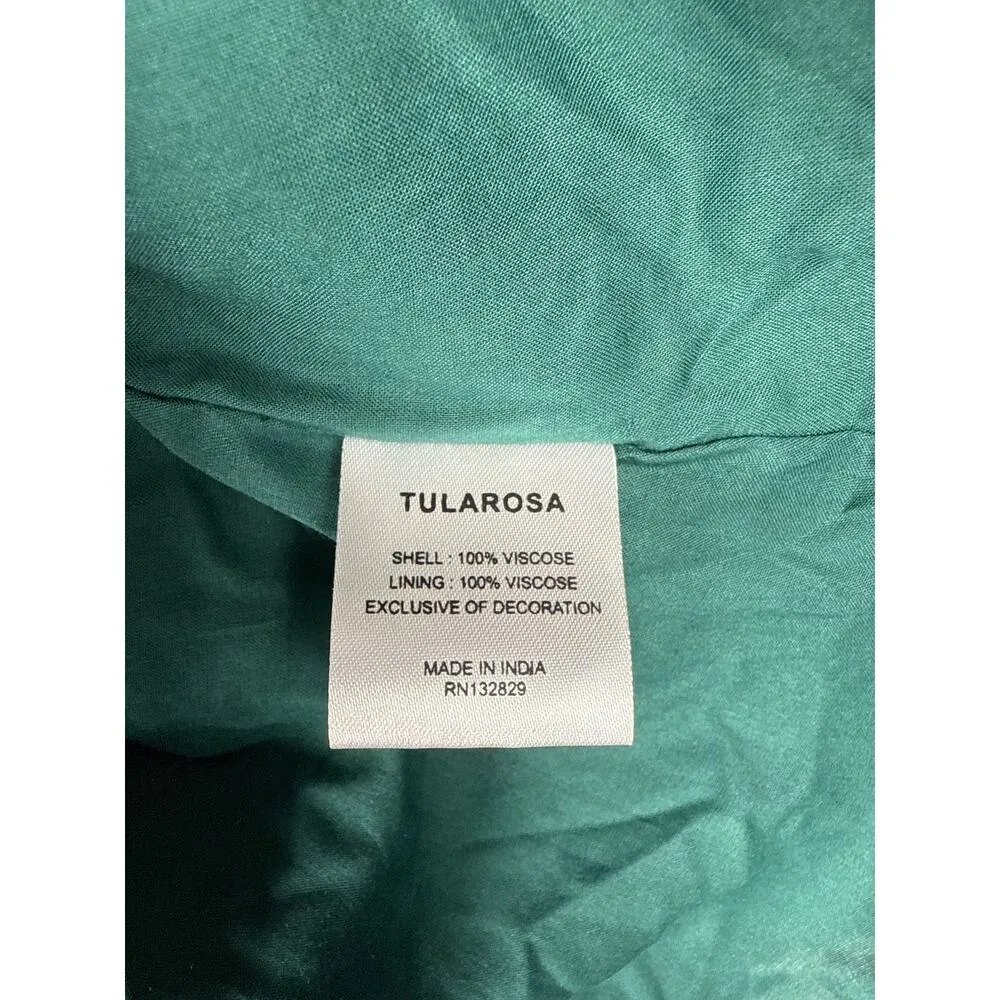 TULAROSA
SHELL : 100% VISCOSE
LINING : 100% VISCOSE
EXCLUSIVE OF DECORATION
MADE IN INDIA
RN132829